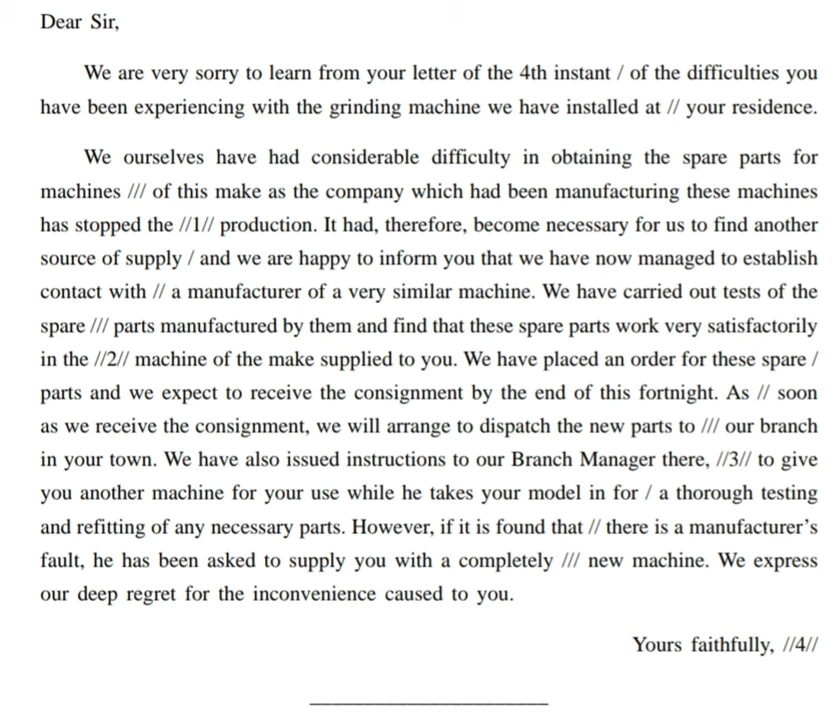 Dear Sir,
We are very sorry to learn from your letter of the 4th instant / of the difficulties you
have been experiencing with the grinding machine we have installed at // your residence.
We ourselves have had considerable difficulty in obtaining the spare parts for
machines /// of this make as the company which had been manufacturing these machines
has stopped the //1// production. It had, therefore, become necessary for us to find another
source of supply / and we are happy to inform you that we have now managed to establish
contact with // a manufacturer of a very similar machine. We have carried out tests of the
spare /// parts manufactured by them and find that these spare parts work very satisfactorily
in the //2// machine of the make supplied to you. We have placed an order for these spare /
parts and we expect to receive the consignment by the end of this fortnight. As // soon
as we receive the consignment, we will arrange to dispatch the new parts to /// our branch
in your town. We have also issued instructions to our Branch Manager there, //3// to give
you another machine for your use while he takes your model in for / a thorough testing
and refitting of any necessary parts. However, if it is found that // there is a manufacturer's
fault, he has been asked to supply you with a completely /// new machine. We express
our deep regret for the inconvenience caused to you.
Yours faithfully, //4//